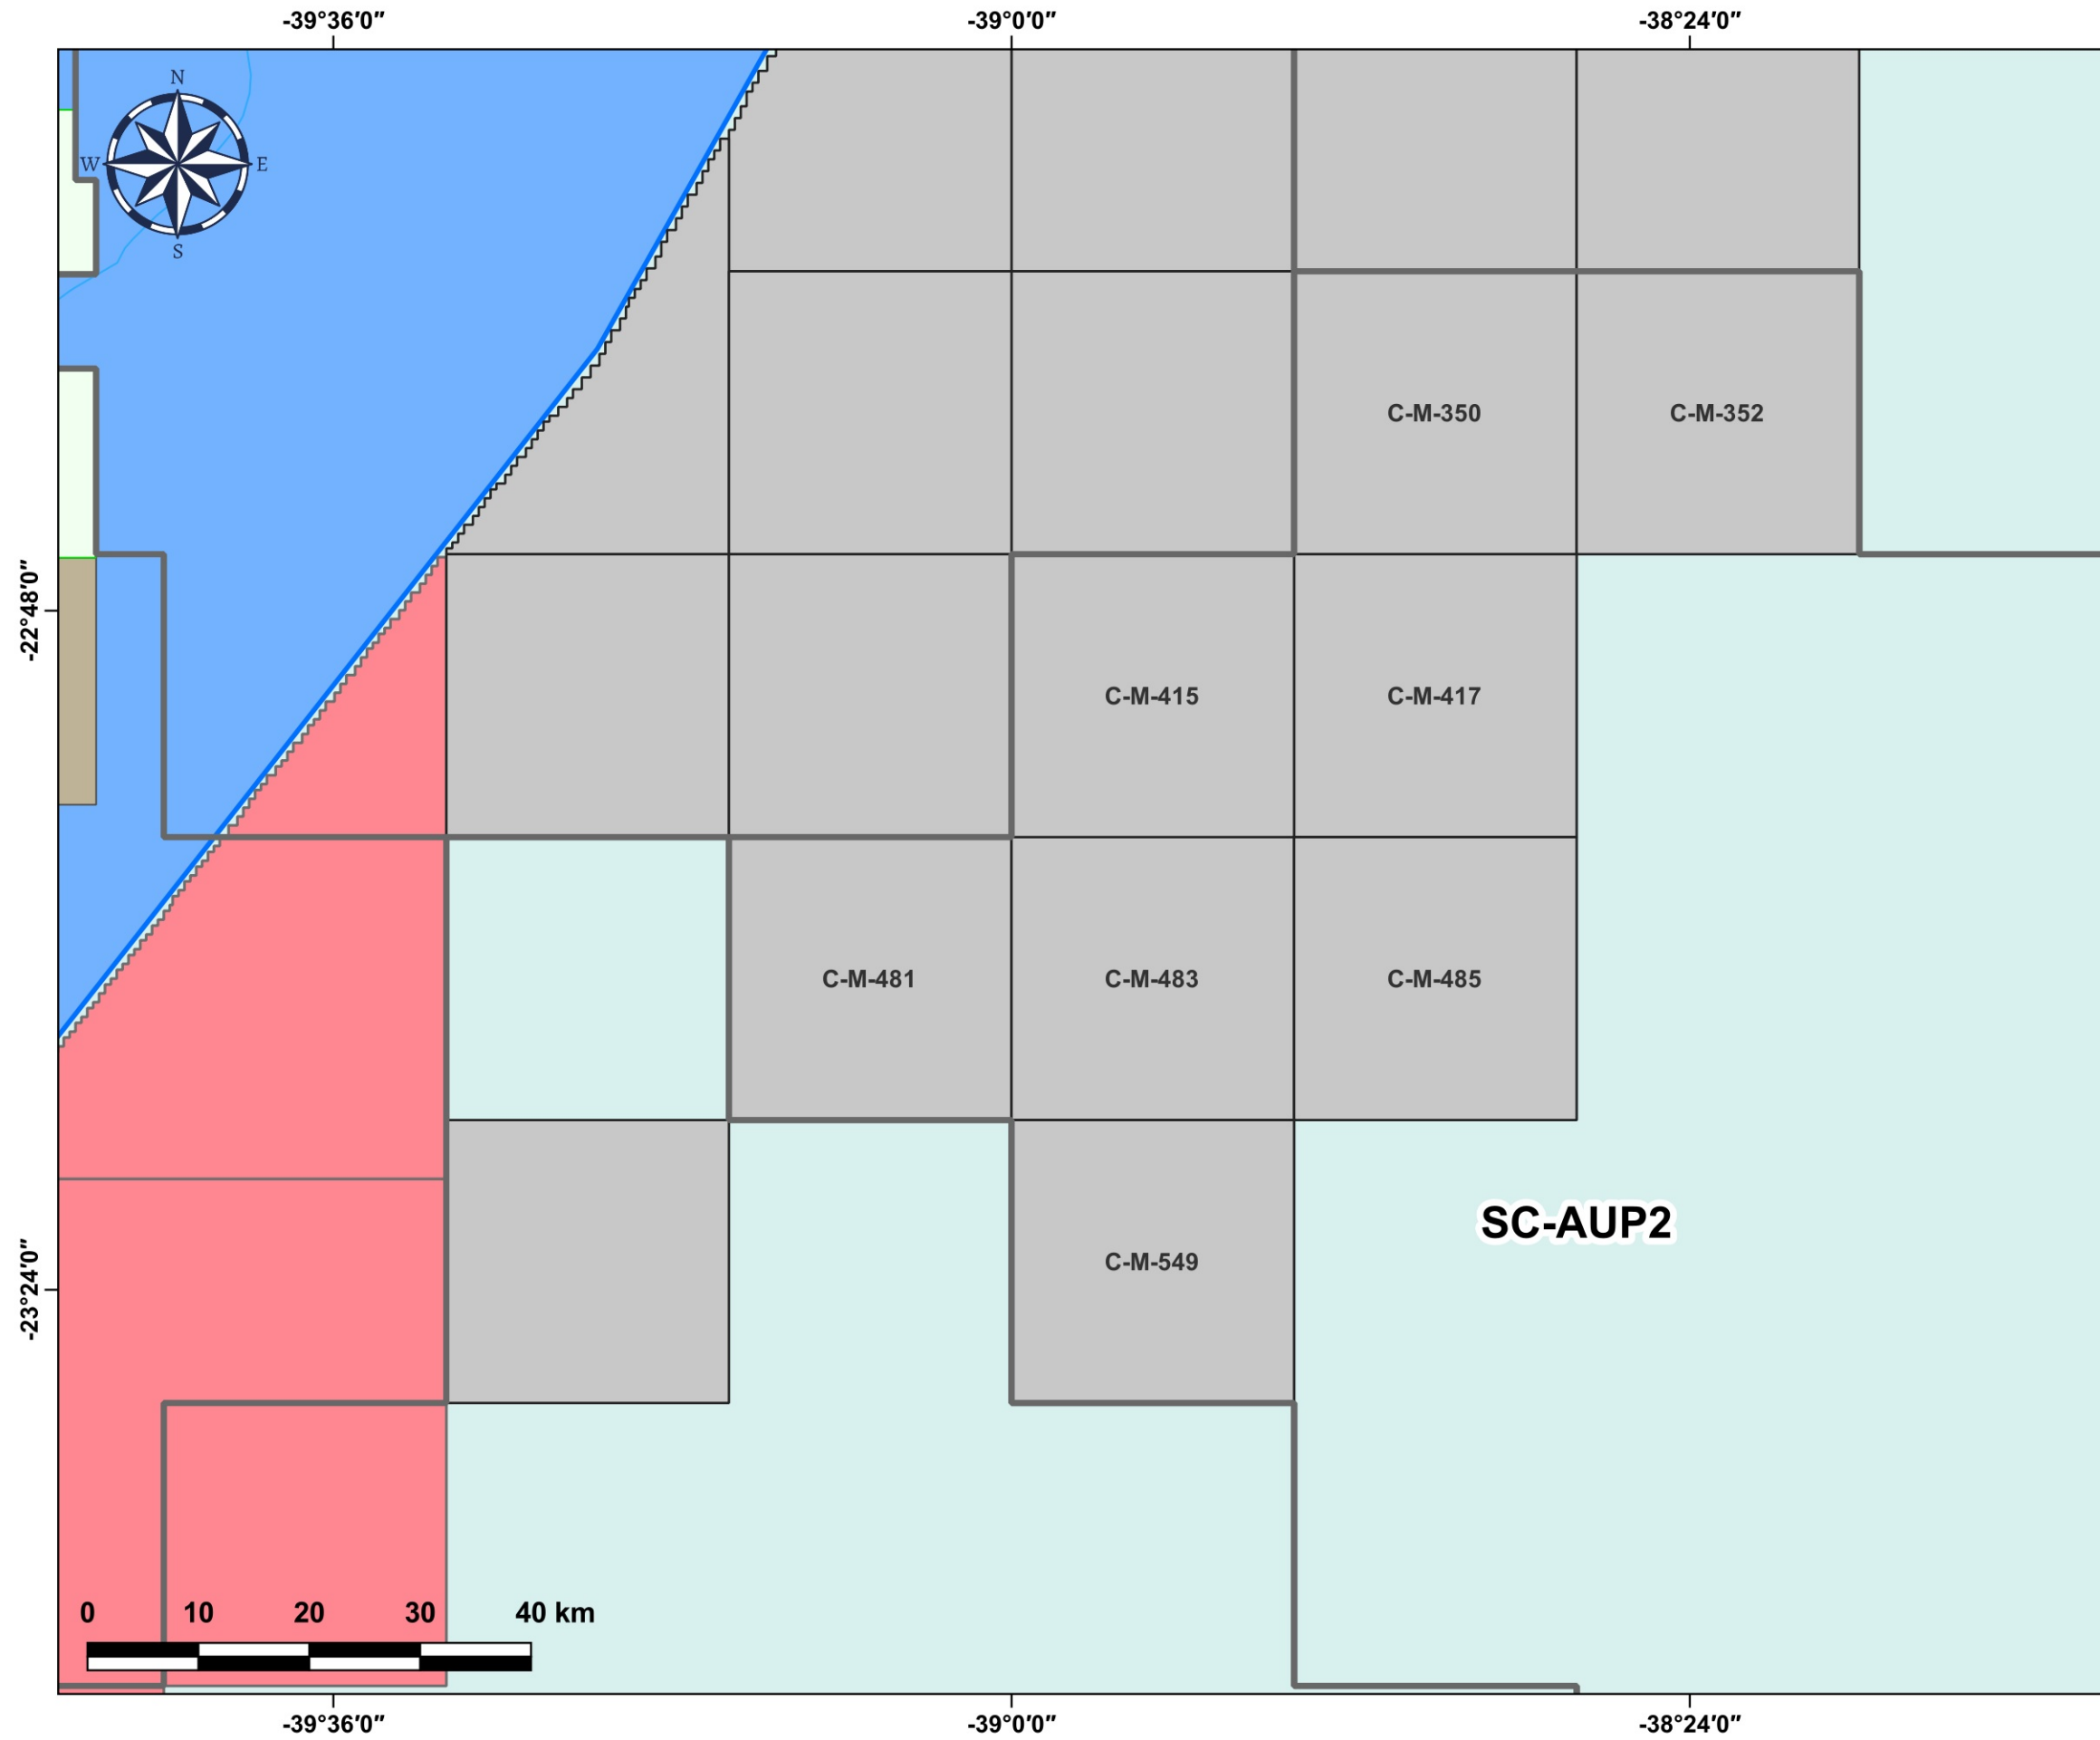 -39°36′0″ -39°0′0″ -38°24′0″
N
W E
S
C-M-350 C-M-352
-22°48′0″
C-M-415 C-M-417
C-M-481 C-M-483 C-M-485
SC-AUP2
C-M-549
-23°24′0″
0 10 20 30 40 km
-39°36′0″ -39°0′0″ -38°24′0″